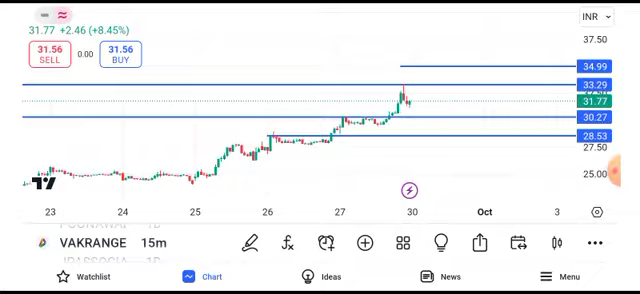 INR
31.77 +2.46 (+8.45%)
37.50
31.56 SELL
0.00
31.56 BUY
34.99
33.29
31.77
30.27
28.53
27.50
25.00
23 24 25 26 27 30 Oct 3
VAKRANGE 15m
Watchlist Chart Ideas News Menu